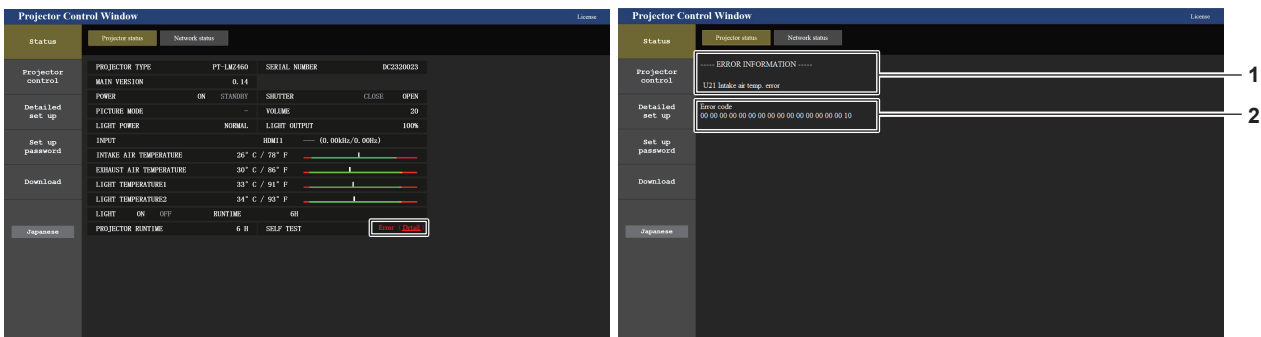 Projector Control Window License
Status
Projector status Network status
Projector control
Detailed set up
Set up password
Download
Japanese
PROJECTOR TYPE PT-LMZ460 SERIAL NUMBER DC2320023
MAIN VERSION 0.14
POWER ON STANDBY SHUTTER CLOSE OPEN
PICTURE MODE - VOLUME 20
LIGHT POWER NORMAL LIGHT OUTPUT 100%
INPUT HDMI1 --- (0.00kHz/0.00Hz)
INTAKE AIR TEMPERATURE 26° C / 78° F
EXHAUST AIR TEMPERATURE 30° C / 86° F
LIGHT TEMPERATURE1 33° C / 91° F
LIGHT TEMPERATURE2 34° C / 93° F
LIGHT ON OFF RUNTIME 6H
PROJECTOR RUNTIME 6 H SELF TEST Error (Detail)
Projector Control Window License
Status
Projector status Network status
Projector control
Detailed set up
Set up password
Download
Japanese
----- ERROR INFORMATION -----
U21 Intake air temp. error
1
Error code
00 00 00 00 00 00 00 00 00 00 00 00 00 00 00 10
2